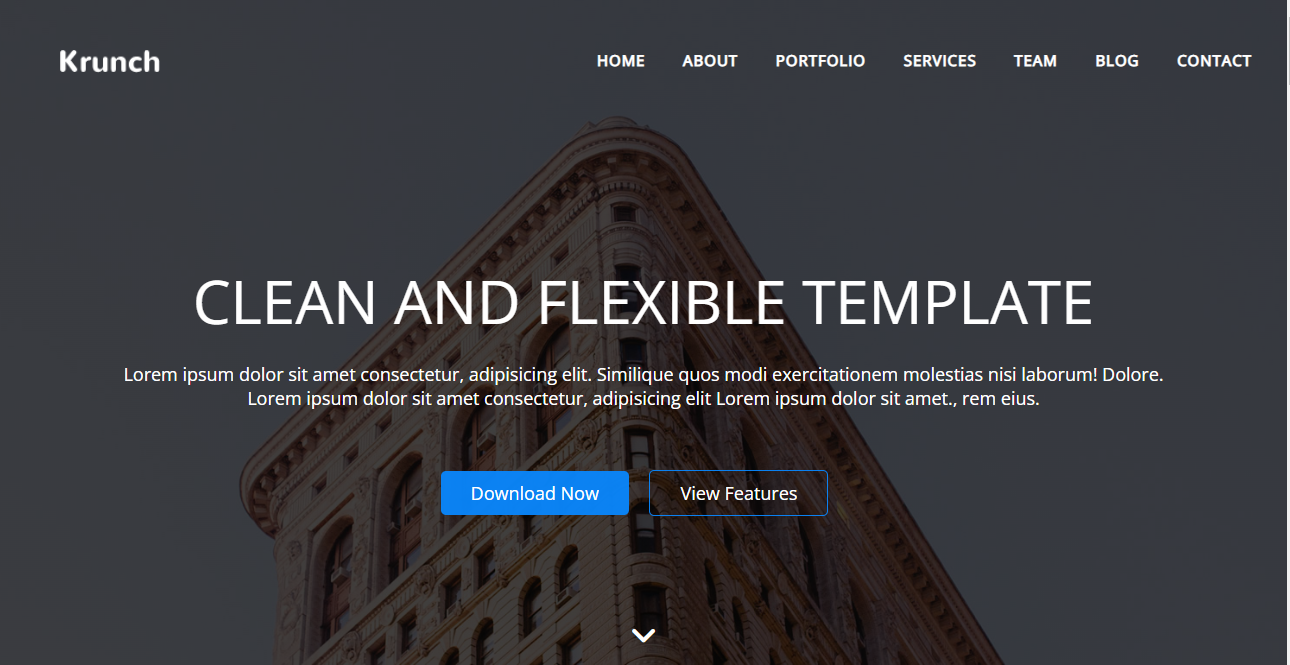 Krunch
HOME ABOUT PORTFOLIO SERVICES TEAM BLOG CONTACT
CLEAN AND FLEXIBLE TEMPLATE
Lorem ipsum dolor sit amet consectetur, adipisicing elit. Similique quos modi exercitationem molestias nisi laborum! Dolore.
Lorem ipsum dolor sit amet consectetur, adipisicing elit Lorem ipsum dolor sit amet., rem eius.
Download Now View Features